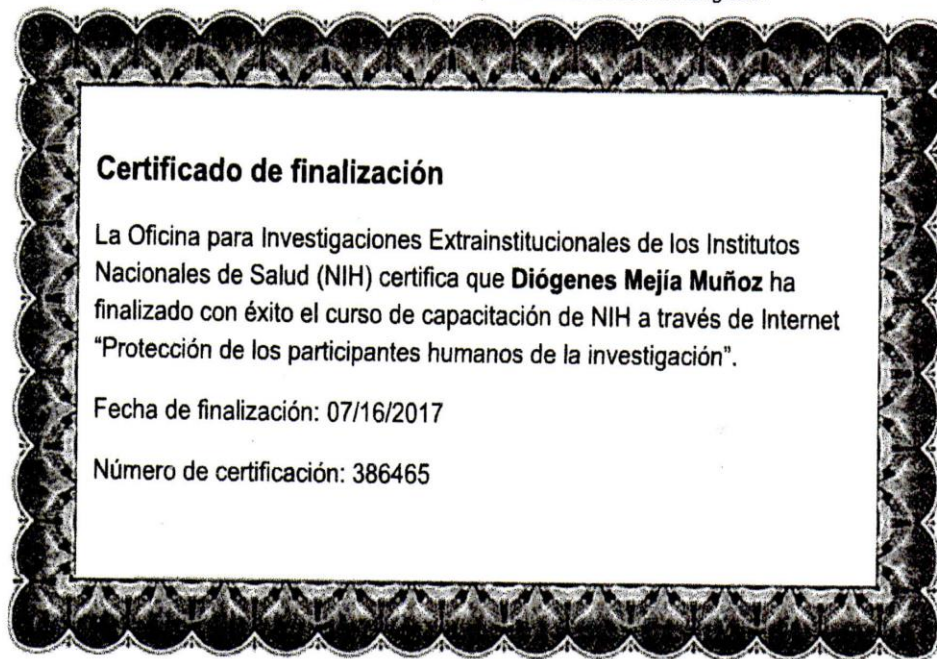 Certificado de finalización
La Oficina para Investigaciones Extrainstitucionales de los Institutos
Nacionales de Salud (NIH) certifica que Diógenes Mejía Muñoz ha
finalizado con éxito el curso de capacitación de NIH a través de Internet
“Protección de los participantes humanos de la investigación”.
Fecha de finalización: 07/16/2017
Número de certificación: 386465